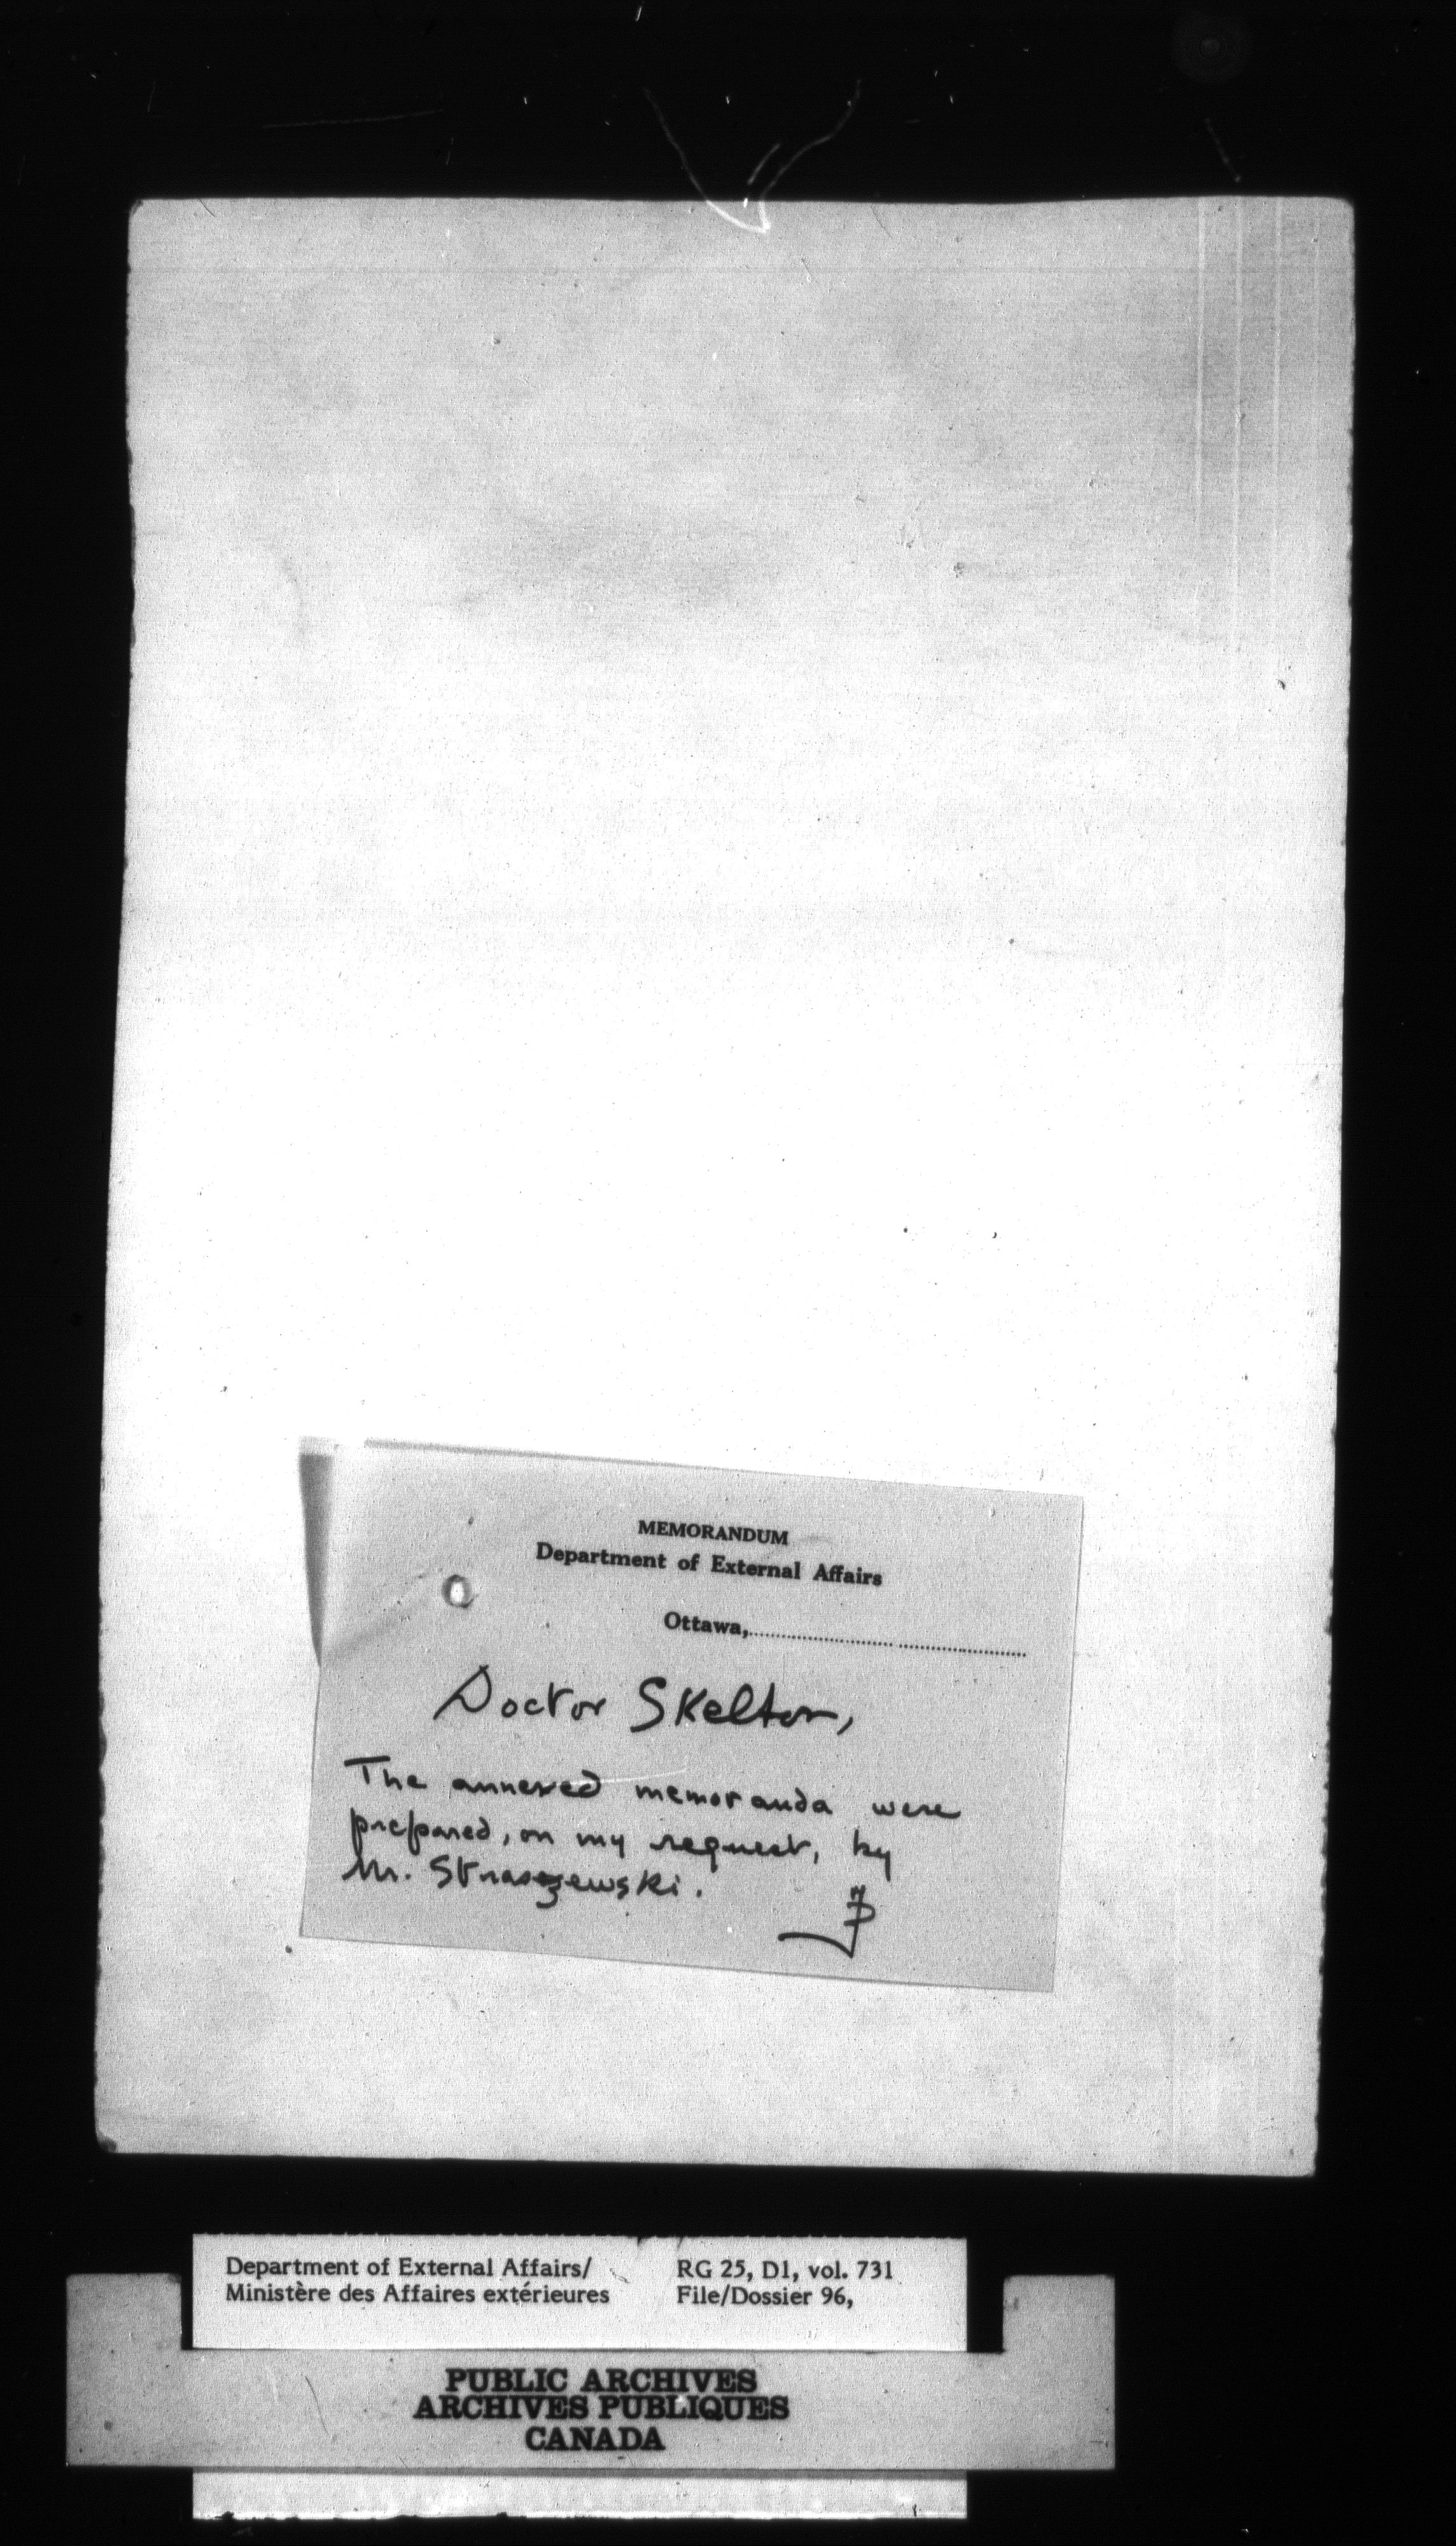 MEMORANDUM
Department of External Affairs
Ottawa,
Doctor Skelton,
The annexed memoranda were
prepared, on my request, by
Mr. Straszewski.
Department of External Affairs/
Ministère des Affaires extérieures
RG 25, D1, vol. 731
File/Dossier 96,
PUBLIC ARCHIVES
ARCHIVES PUBLIQUES
CANADA